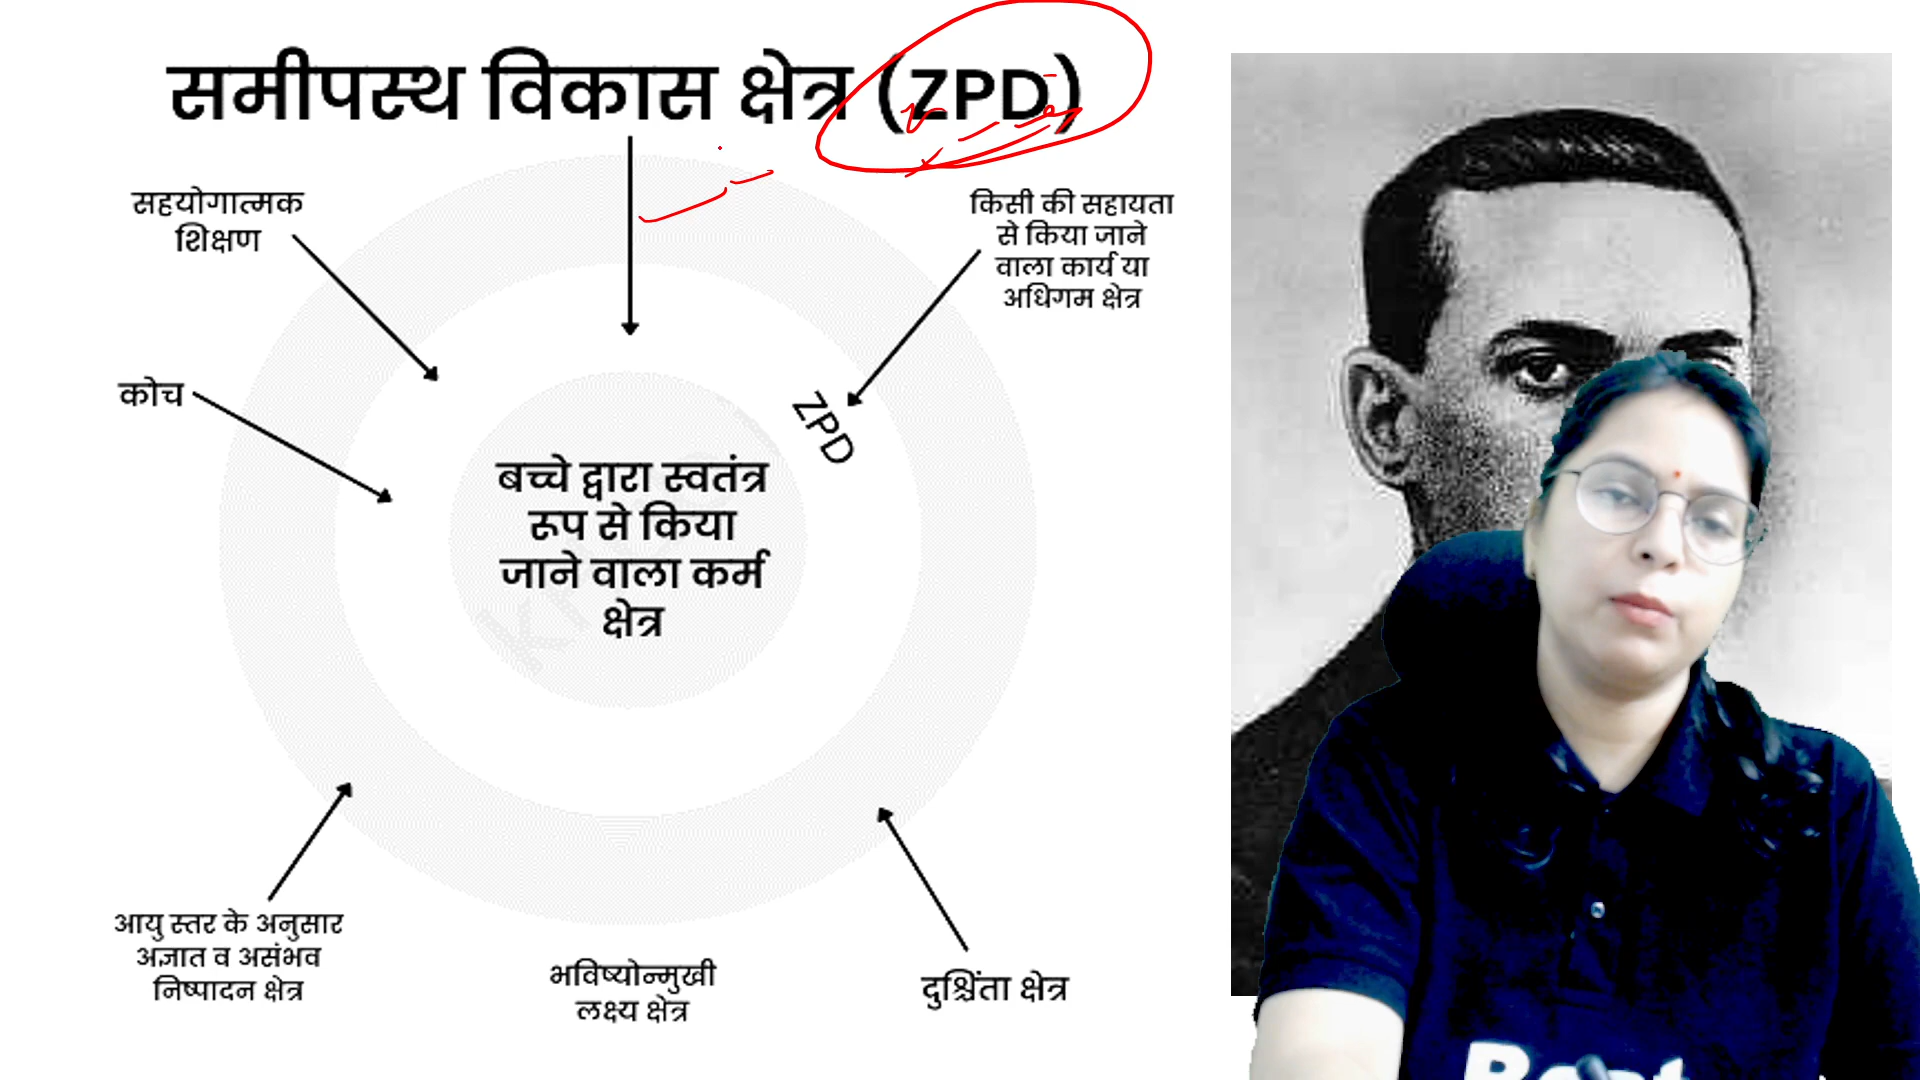 समीपस्थ विकास क्षेत्र (ZPD)
सहयोगात्मक
शिक्षण
किसी की सहायता
से किया जाने
वाला कार्य या
अधिगम क्षेत्र
कोच
ZPD
बच्चे द्वारा स्वतंत्र
रूप से किया
जाने वाला कर्म
क्षेत्र
आयु स्तर के अनुसार
अज्ञात व असंभव
निष्पादन क्षेत्र
भविष्योन्मुखी
लक्ष्य क्षेत्र
दुश्चिंता क्षेत्र